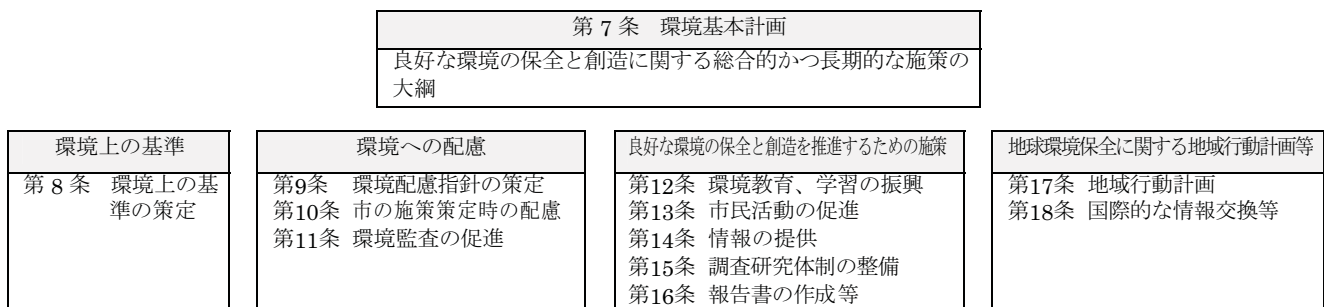 第７条　環境基本計画
良好な環境の保全と創造に関する総合的かつ長期的な施策の
大綱
環境上の基準
第８条　環境上の基
準の策定
環境への配慮
第9条　環境配慮指針の策定
第10条 市の施策策定時の配慮
第11条 環境監査の促進
良好な環境の保全と創造を推進するための施策
第12条 環境教育、学習の振興
第13条 市民活動の促進
第14条 情報の提供
第15条 調査研究体制の整備
第16条 報告書の作成等
地球環境保全に関する地域行動計画等
第17条 地域行動計画
第18条 国際的な情報交換等